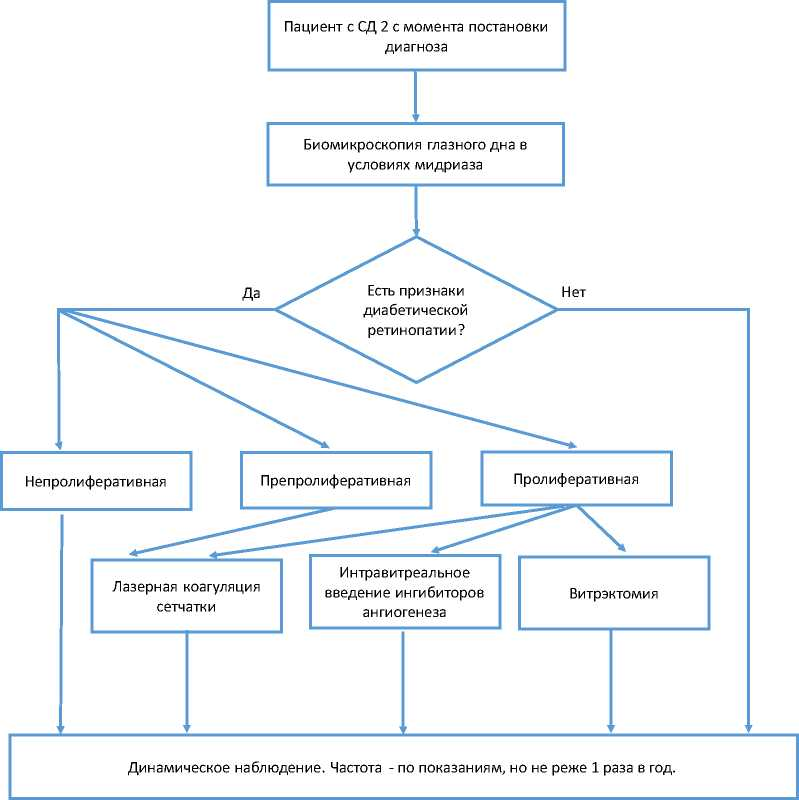 Пациент с СД 2 с момента постановки
диагноза
Биомикроскопия глазного дна в
условиях мидриаза
Да
Есть признаки
диабетической
ретинопатии?
Нет
Непролиферативная
Препролиферативная
Пролиферативная
Лазерная коагуляция
сетчатки
Интравитреальное
введение ингибиторов
ангиогенеза
Витрэктомия
Динамическое наблюдение. Частота - по показаниям, но не реже 1 раза в год.